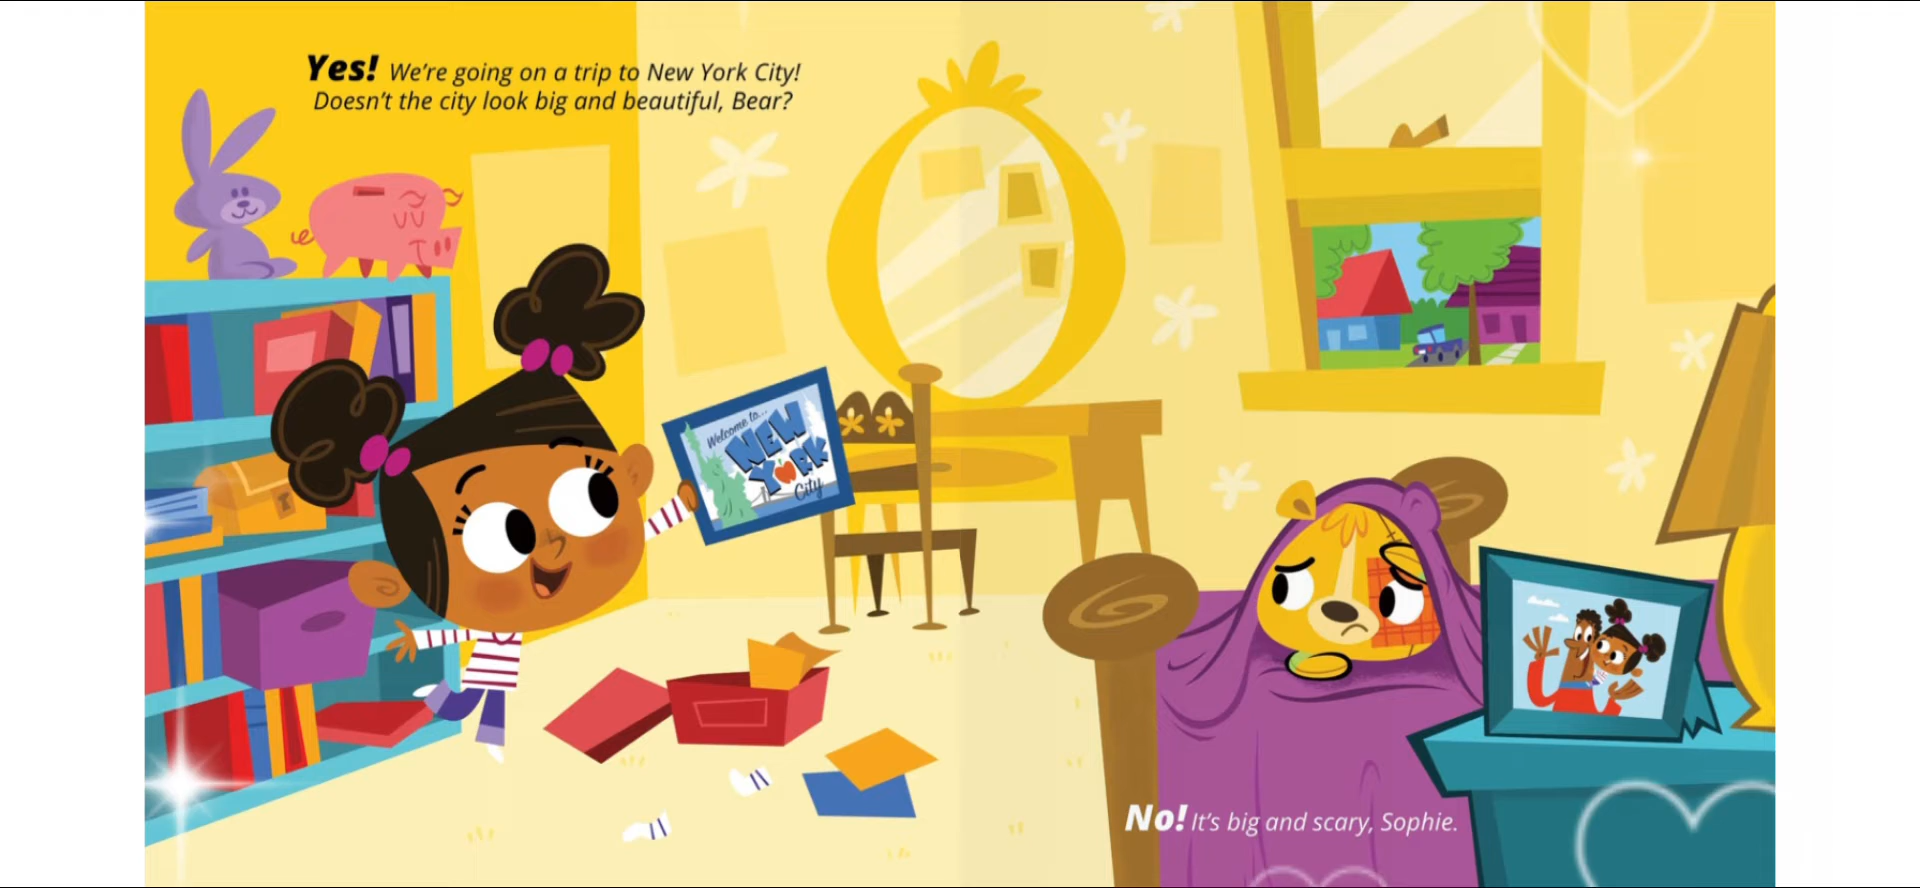 Yes! We're going on a trip to New York City!
Doesn't the city look big and beautiful, Bear?
Welcome to...
NEW
YORK
City
No! It's big and scary, Sophie.